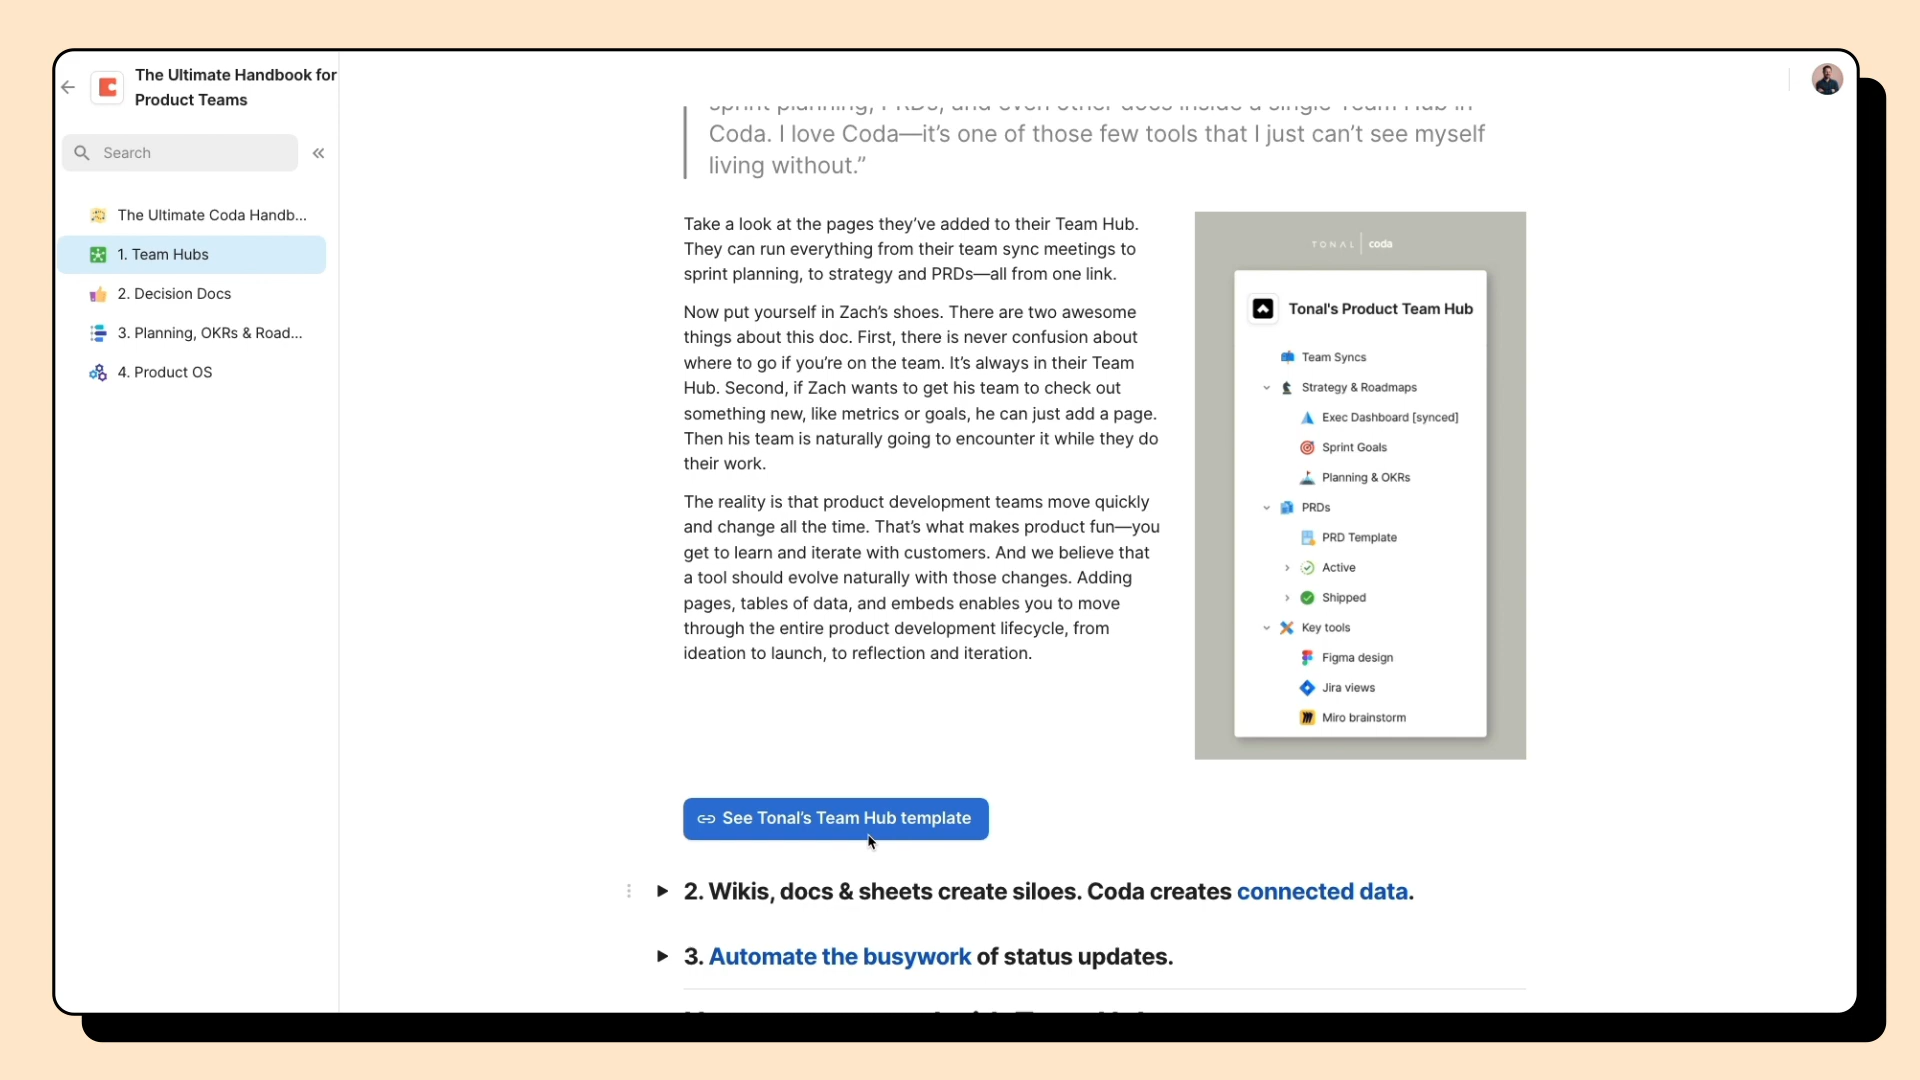 The Ultimate Handbook for
Product Teams
Search
The Ultimate Coda Handb...
1. Team Hubs
2. Decision Docs
3. Planning, OKRs & Road...
4. Product OS
sprint planning, PRDs, and even other docs inside a single Team Hub in
Coda. I love Coda—it’s one of those few tools that I just can’t see myself
living without.”
Take a look at the pages they’ve added to their Team Hub.
They can run everything from their team sync meetings to
sprint planning, to strategy and PRDs—all from one link.
Now put yourself in Zach’s shoes. There are two awesome
things about this doc. First, there is never confusion about
where to go if you’re on the team. It’s always in their Team
Hub. Second, if Zach wants to get his team to check out
something new, like metrics or goals, he can just add a page.
Then his team is naturally going to encounter it while they do
their work.
The reality is that product development teams move quickly
and change all the time. That’s what makes product fun—you
get to learn and iterate with customers. And we believe that
a tool should evolve naturally with those changes. Adding
pages, tables of data, and embeds enables you to move
through the entire product development lifecycle, from
ideation to launch, to reflection and iteration.
TONAL | coda
Tonal's Product Team Hub
Team Syncs
Strategy & Roadmaps
Exec Dashboard [synced]
Sprint Goals
Planning & OKRs
PRDs
PRD Template
Active
Shipped
Key tools
Figma design
Jira views
Miro brainstorm
See Tonal’s Team Hub template
2. Wikis, docs & sheets create siloes. Coda creates connected data.
3. Automate the busywork of status updates.